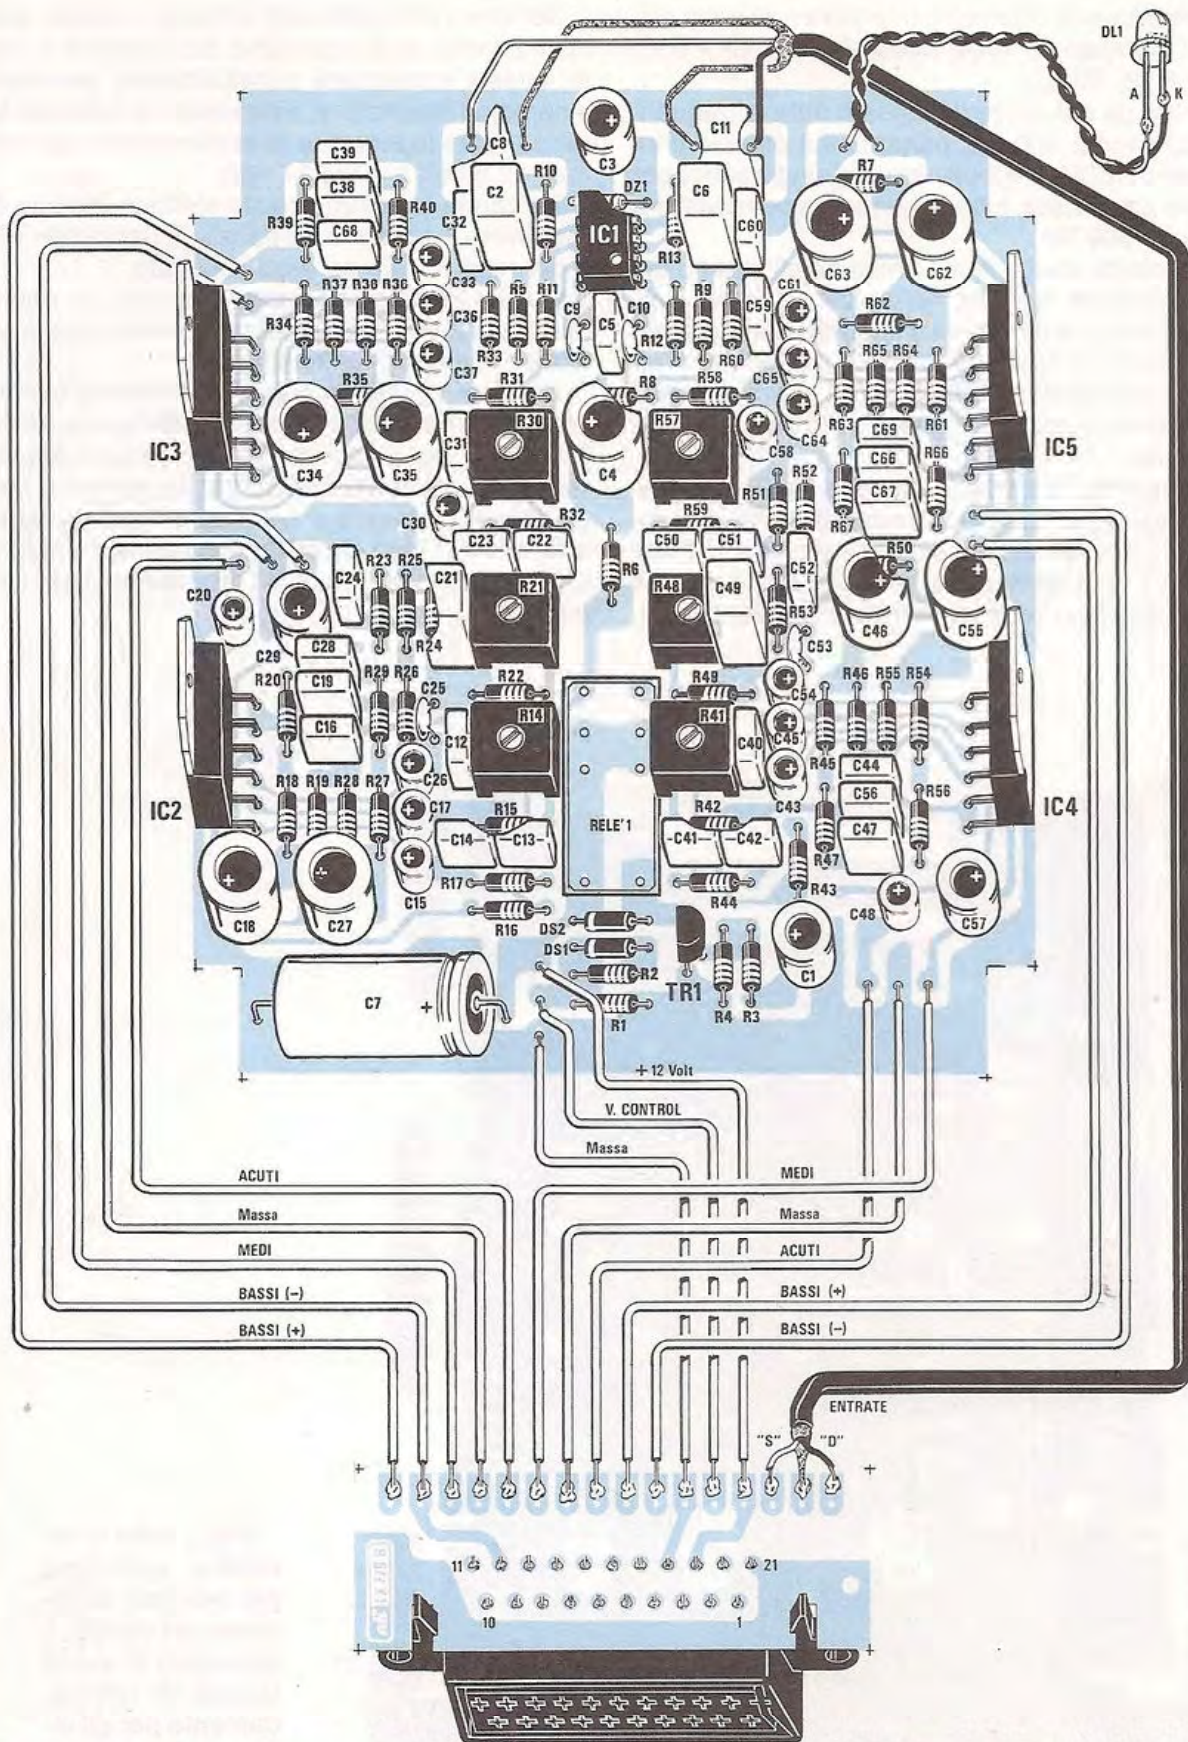 DL1
A
K
C11
C3
C8
C39
R7
C2
R10
C6
DZ1
C38
R39
R40
C32
IC1
C60
C68
R13
C63
C62
C33
R37
R38
R36
R5
R11
C9
C10
R9
C59
C61
R62
R34
C36
C5
R12
R33
R60
R65
R64
C37
C65
R35
R31
R8
R58
R63
R61
R30
R57
C64
C69
IC3
C31
C58
IC5
C34
C35
C4
C66
R66
R52
R51
C67
C30
R32
R59
R67
C23
C22
C50
C51
R50
R23
R25
C24
C21
R21
R6
R48
C49
C52
C20
R53
C46
C55
R24
C53
C29
C28
R20
C19
R29
R26
R22
R49
C54
R46
R55
R54
C25
C16
C12
R14
R41
C40
C45
R45
C44
C26
C43
R18
R19
R28
R27
C56
R56
IC2
C17
R15
RELE'1
R42
IC4
C14
C13
C41
C42
C47
R47
R17
R44
R43
C15
C48
C18
C27
R16
C57
DS2
DS1
C7
R2
TR1
C1
R1
R4
R3
+ 12 Volt
V. CONTROL
Massa
ACUTI
MEDI
Massa
Massa
MEDI
ACUTI
BASSI (-)
BASSI (+)
BASSI (+)
BASSI (-)
ENTRATE
"S"
"D"
11
21
10
1